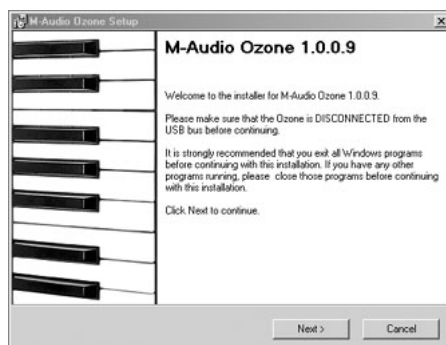 M-Audio Ozone Setup
M-Audio Ozone 1.0.0.9
Welcome to the installer for M-Audio Ozone 1.0.0.9.
Please make sure that the Ozone is DISCONNECTED from the
USB bus before continuing.
It is strongly recommended that you exit all Windows programs
before continuing with this installation. If you have any other
programs running, please close those programs before continuing
with this installation.
Click Next to continue.
Next >
Cancel